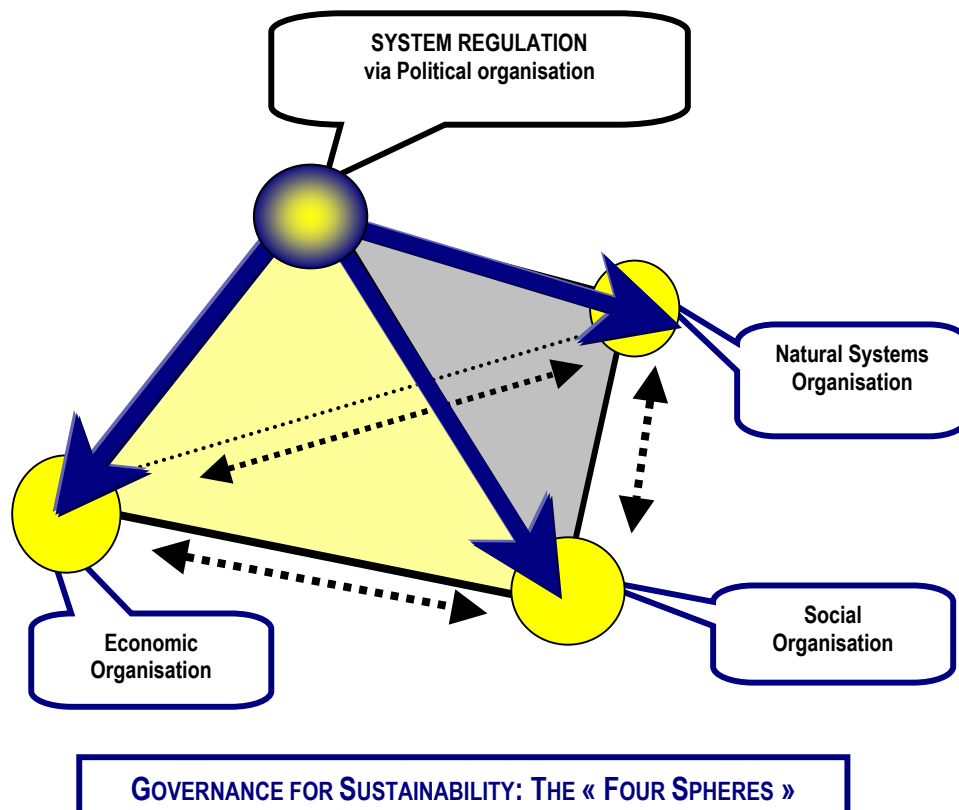 SYSTEM REGULATION
via Political organisation
Natural Systems
Organisation
Economic
Organisation
Social
Organisation
GOVERNANCE FOR SUSTAINABILITY: THE « FOUR SPHERES »